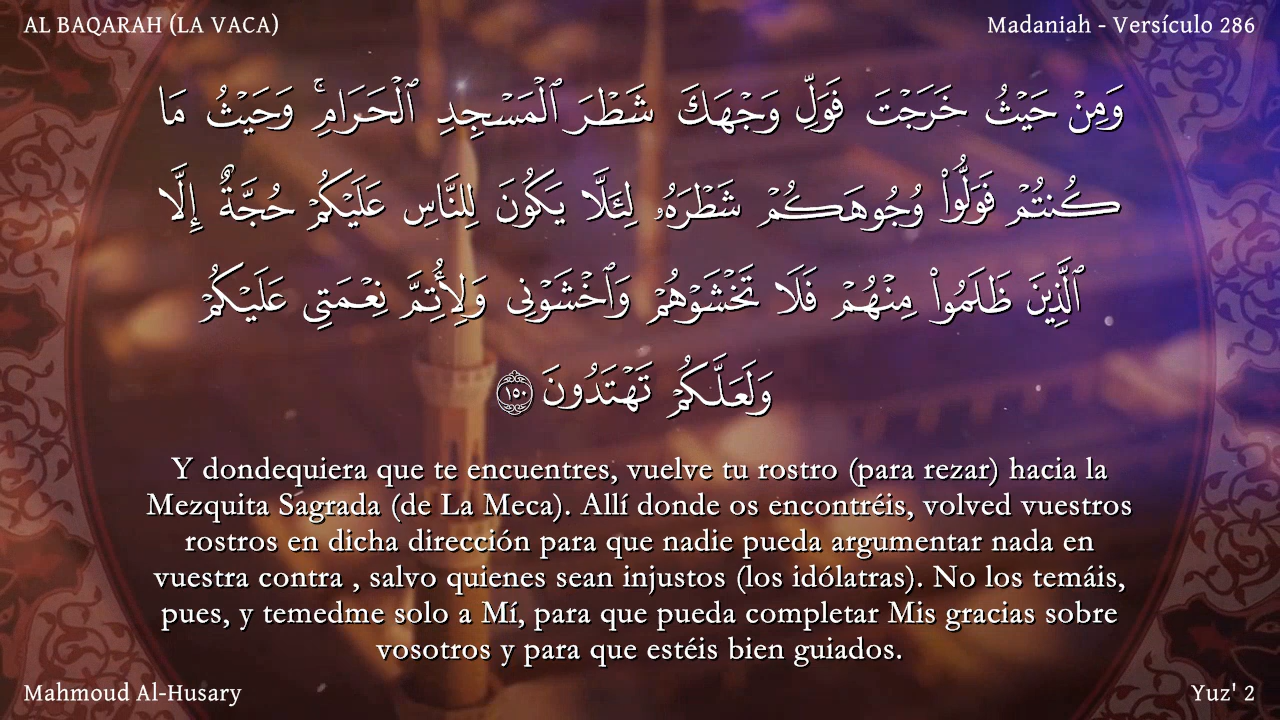 AL BAQARAH (LA VACA)
Madaniah - Versículo 286
وَمِنْ حَيْثُ خَرَجْتَ فَوَلِّ وَجْهَكَ شَطْرَ ٱلْمَسْجِدِ ٱلْحَرَامِ ۚ وَحَيْثُ مَا
كُنتُمْ فَوَلُّوا۟ وُجُوهَكُمْ شَطْرَهُۥ لِئَلَّا يَكُونَ لِلنَّاسِ عَلَيْكُمْ حُجَّةٌ إِلَّا
ٱلَّذِينَ ظَلَمُوا۟ مِنْهُمْ فَلَا تَخْشَوْهُمْ وَٱخْشَوْنِى وَلِأُتِمَّ نِعْمَتِى عَلَيْكُمْ
وَلَعَلَّكُمْ تَهْتَدُونَ ١٥٠
Y dondequiera que te encuentres, vuelve tu rostro (para rezar) hacia la
Mezquita Sagrada (de La Meca). Allí donde os encontréis, volved vuestros
rostros en dicha dirección para que nadie pueda argumentar nada en
vuestra contra , salvo quienes sean injustos (los idólatras). No los temáis,
pues, y temedme solo a Mí, para que pueda completar Mis gracias sobre
vosotros y para que estéis bien guiados.
Mahmoud Al-Husary
Yuz' 2